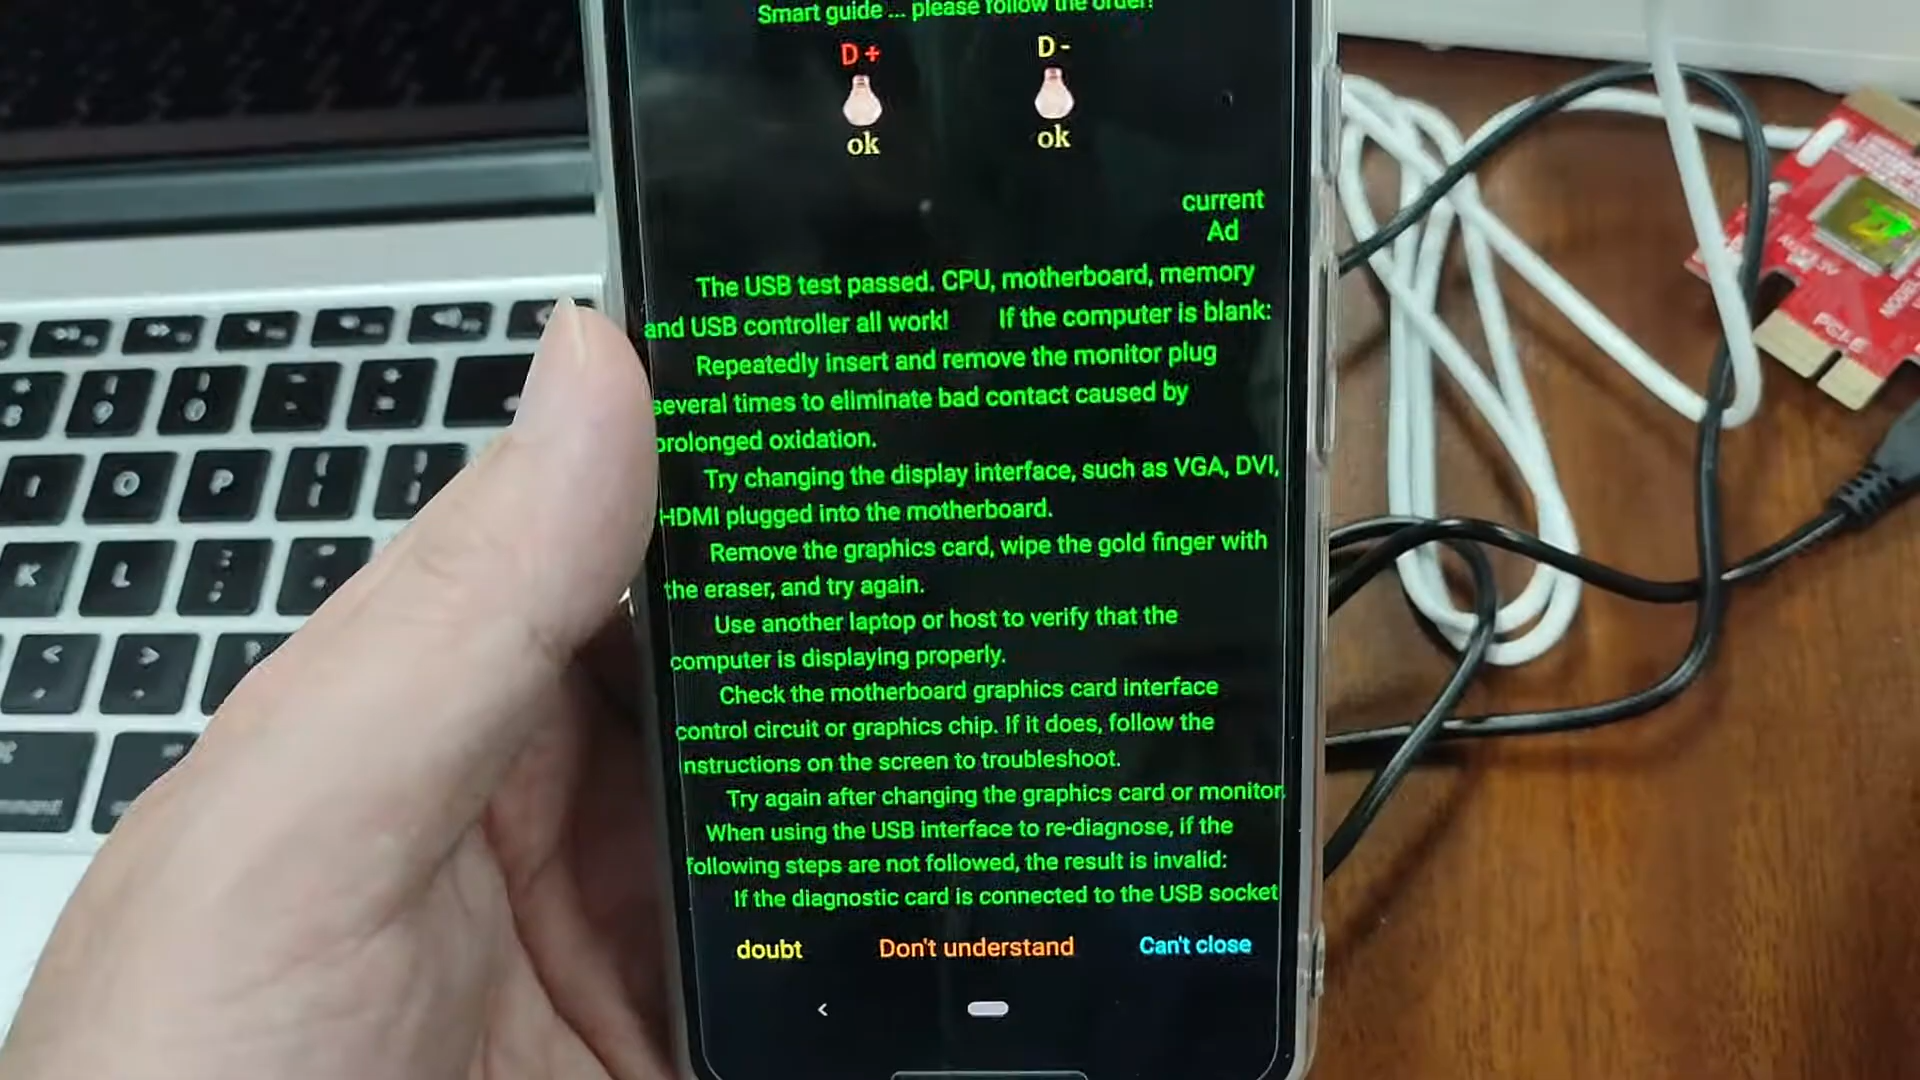 Smart guide ... please follow the order!
D + D -
ok ok
current
Ad
The USB test passed. CPU, motherboard, memory
and USB controller all work! If the computer is blank:
Repeatedly insert and remove the monitor plug
several times to eliminate bad contact caused by
prolonged oxidation.
Try changing the display interface, such as VGA, DVI,
HDMI plugged into the motherboard.
Remove the graphics card, wipe the gold finger with
the eraser, and try again.
Use another laptop or host to verify that the
computer is displaying properly.
Check the motherboard graphics card interface
control circuit or graphics chip. If it does, follow the
nstructions on the screen to troubleshoot.
Try again after changing the graphics card or monitor.
When using the USB interface to re-diagnose, if the
following steps are not followed, the result is invalid:
If the diagnostic card is connected to the USB socket
doubt Don't understand Can't close
O P
K L
< >
PCI-E